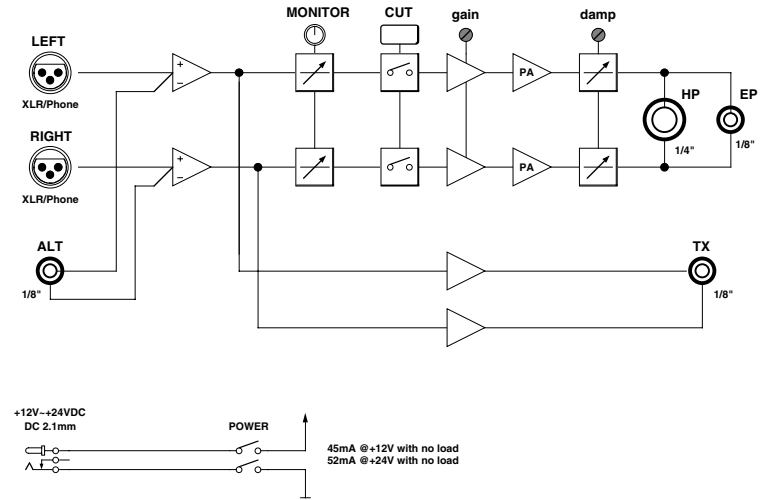 MONITOR CUT gain damp
LEFT
+
−
PA
XLR/Phone
HP EP
RIGHT
1/4" 1/8"
+
−
PA
XLR/Phone
ALT TX
1/8" 1/8"
+12V~+24VDC
DC 2.1mm POWER
45mA @+12V with no load
52mA @+24V with no load